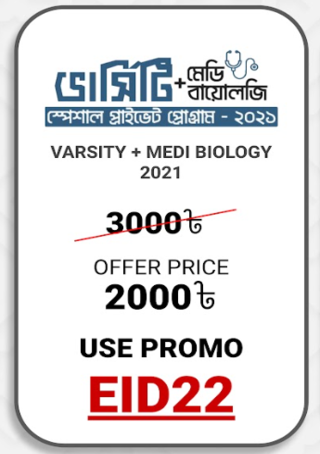 ভার্সিটি + মেডি
বায়োলজি
স্পেশাল প্রাইভেট প্রোগ্রাম - ২০২১
VARSITY + MEDI BIOLOGY
2021
3000৳
OFFER PRICE
2000৳
USE PROMO
EID22